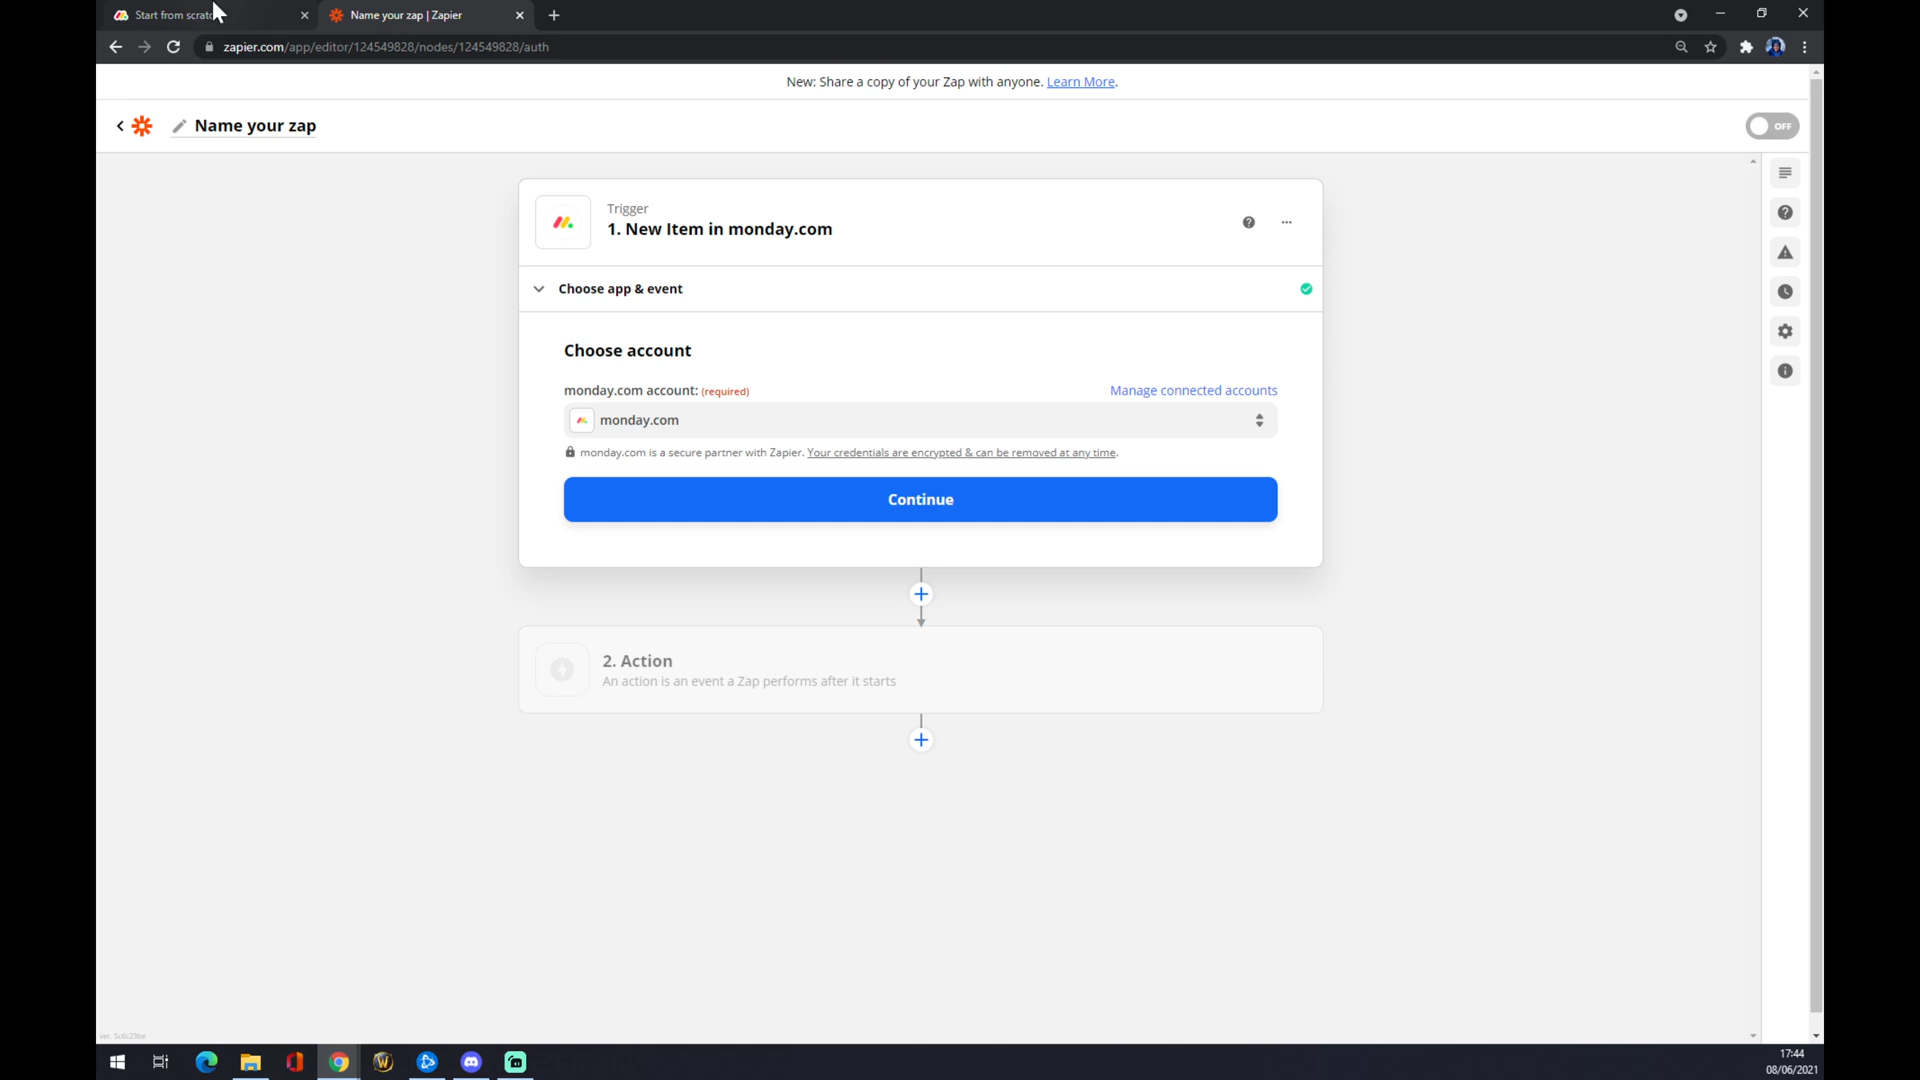 Start from scratc
Name your zap | Zapier
zapier.com/app/editor/124549828/nodes/124549828/auth
New: Share a copy of your Zap with anyone. Learn More.
Name your zap
OFF
Trigger
1. New Item in monday.com
Choose app & event
Choose account
monday.com account: (required)
Manage connected accounts
monday.com
monday.com is a secure partner with Zapier. Your credentials are encrypted & can be removed at any time.
Continue
2. Action
An action is an event a Zap performs after it starts
17:44
08/06/2021